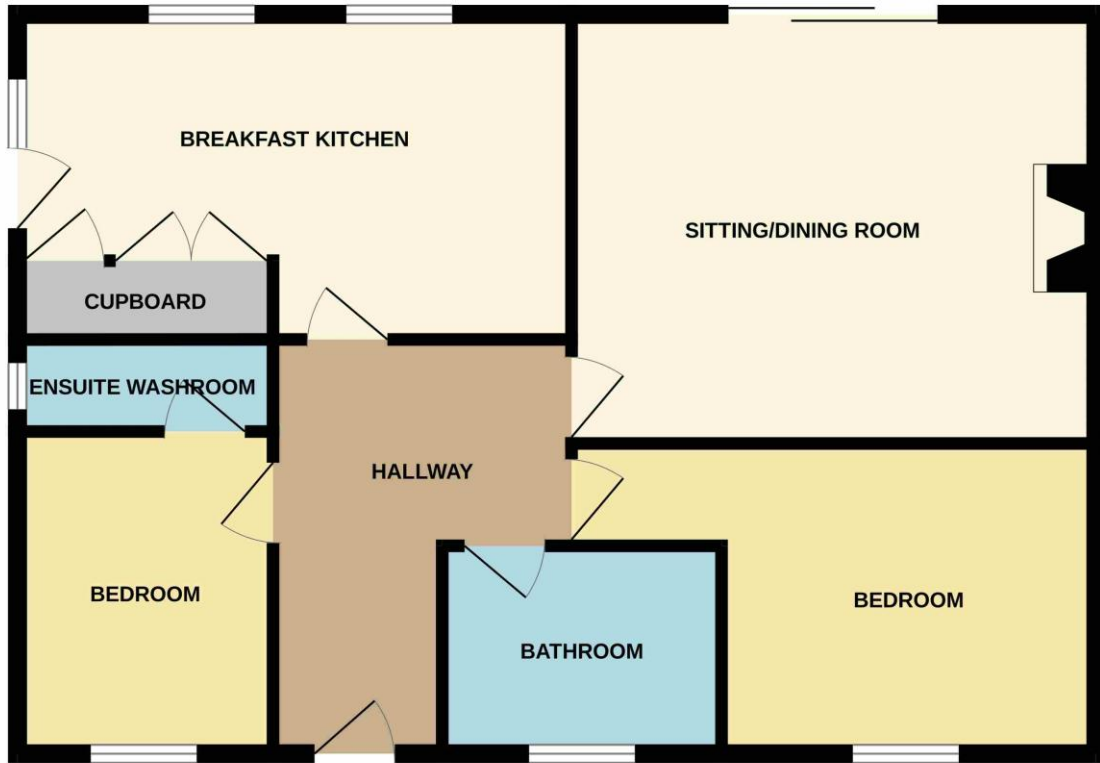 BREAKFAST KITCHEN
SITTING/DINING ROOM
CUPBOARD
ENSUITE WASHROOM
HALLWAY
BEDROOM
BEDROOM
BATHROOM